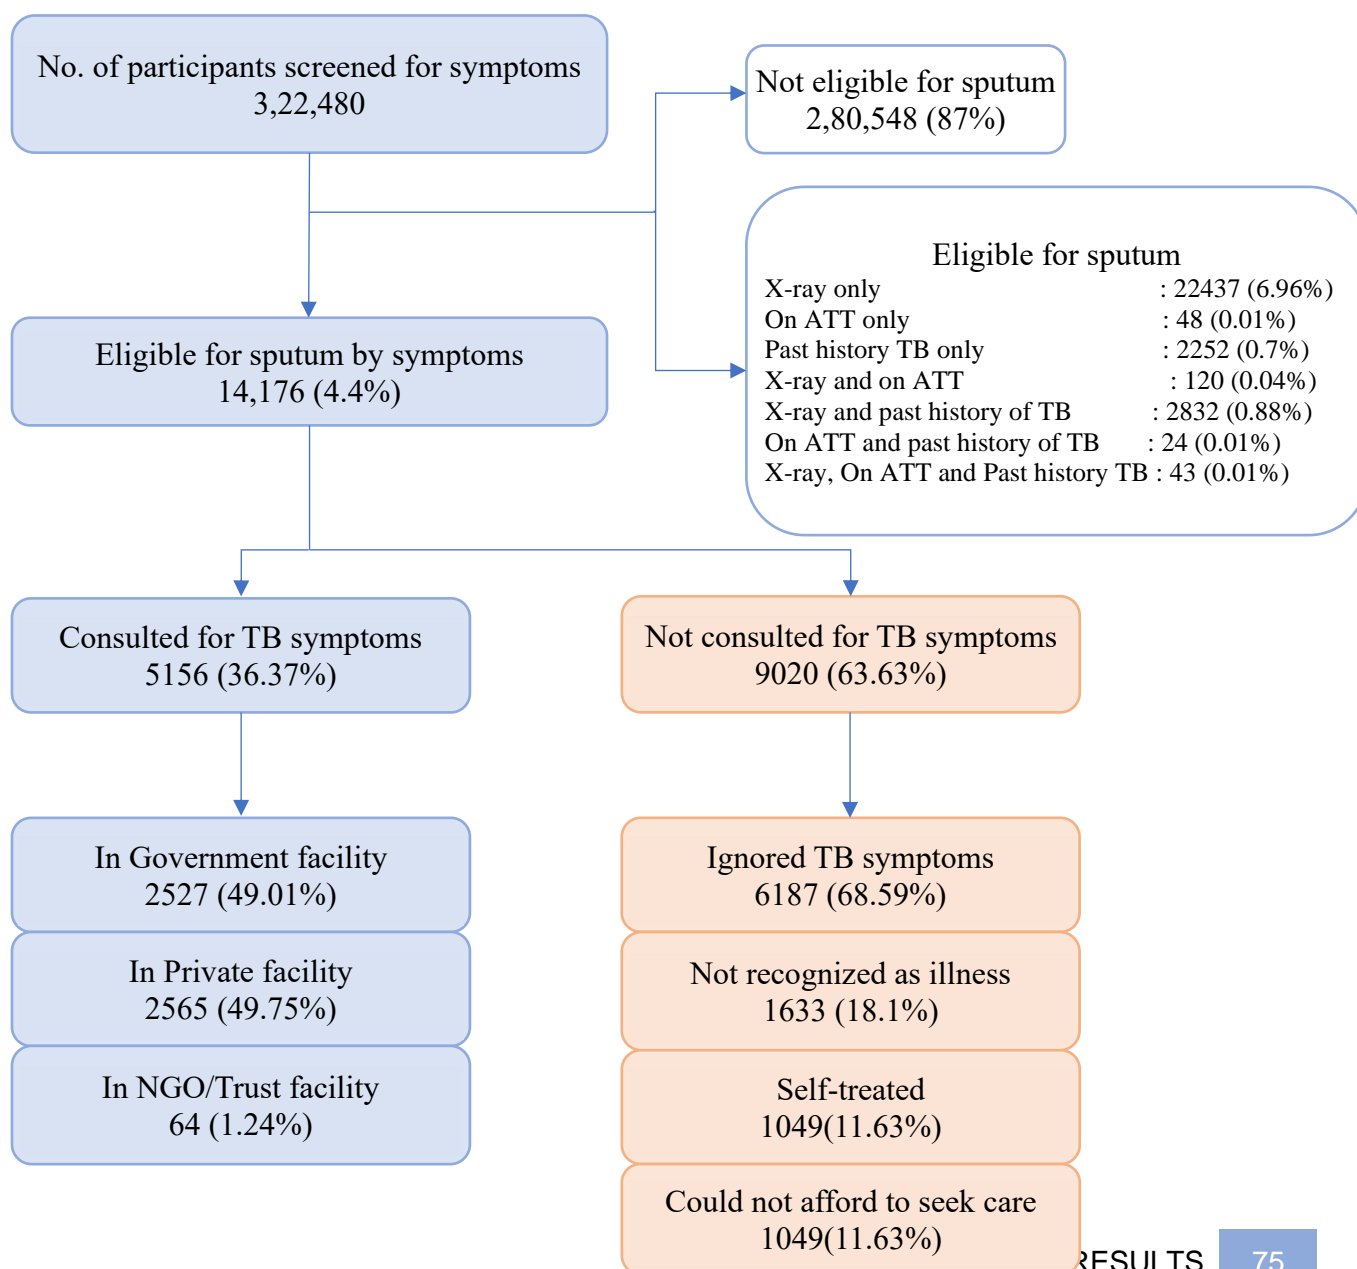 No. of participants screened for symptoms
3,22,480
Not eligible for sputum
2,80,548 (87%)
Eligible for sputum
X-ray only : 22437 (6.96%)
On ATT only : 48 (0.01%)
Past history TB only : 2252 (0.7%)
X-ray and on ATT : 120 (0.04%)
X-ray and past history of TB : 2832 (0.88%)
On ATT and past history of TB : 24 (0.01%)
X-ray, On ATT and Past history TB : 43 (0.01%)
Eligible for sputum by symptoms
14,176 (4.4%)
Consulted for TB symptoms
5156 (36.37%)
Not consulted for TB symptoms
9020 (63.63%)
In Government facility
2527 (49.01%)
In Private facility
2565 (49.75%)
In NGO/Trust facility
64 (1.24%)
Ignored TB symptoms
6187 (68.59%)
Not recognized as illness
1633 (18.1%)
Self-treated
1049(11.63%)
Could not afford to seek care
1049(11.63%)
RESULTS 75